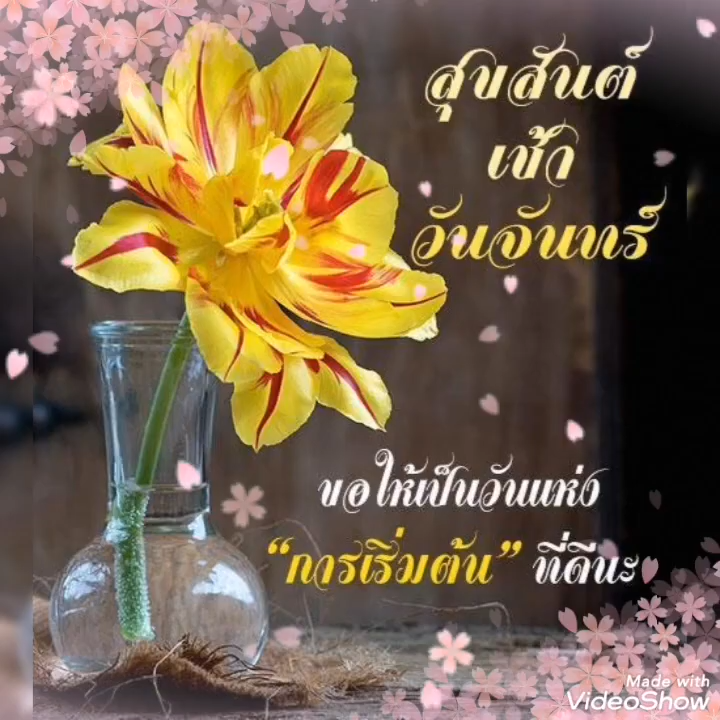 สุขสันต์
เช้า
วันจันทร์
ขอให้เป็นวันแห่ง
“การเริ่มต้น” ที่ดีนะ
Made with
VideoShow